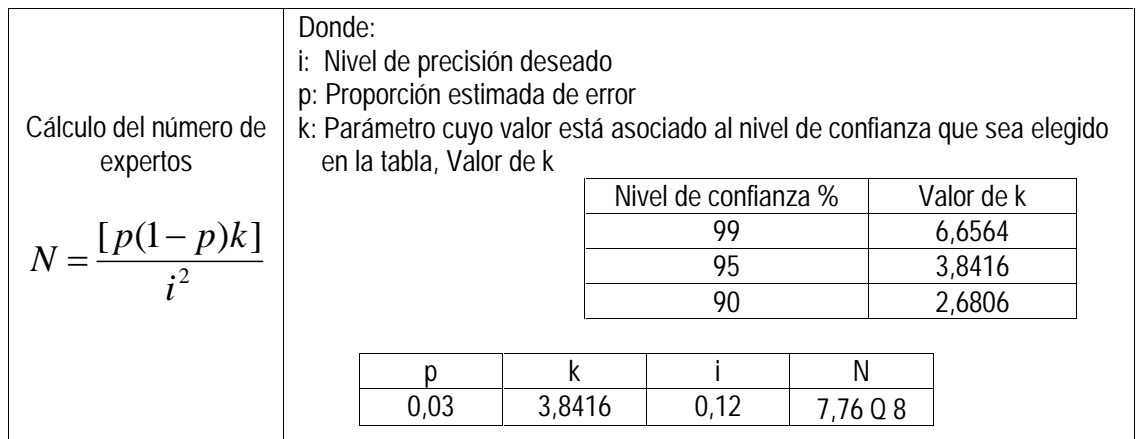 Cálculo del número de
expertos
N = [p(1 − p)k] / i²
Donde:
i: Nivel de precisión deseado
p: Proporción estimada de error
k: Parámetro cuyo valor está asociado al nivel de confianza que sea elegido
en la tabla, Valor de k
Nivel de confianza % Valor de k
99 6,6564
95 3,8416
90 2,6806
p k i N
0,03 3,8416 0,12 7,76 Q 8